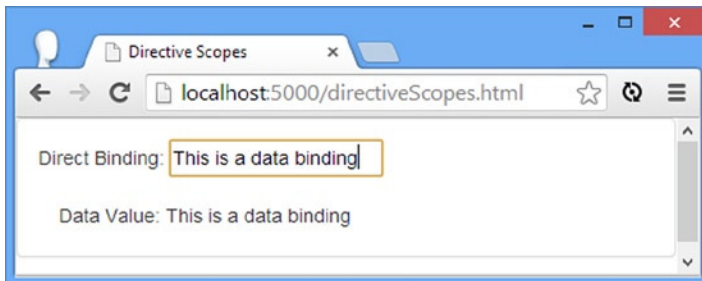 Directive Scopes
localhost:5000/directiveScopes.html
Direct Binding: This is a data binding
Data Value: This is a data binding